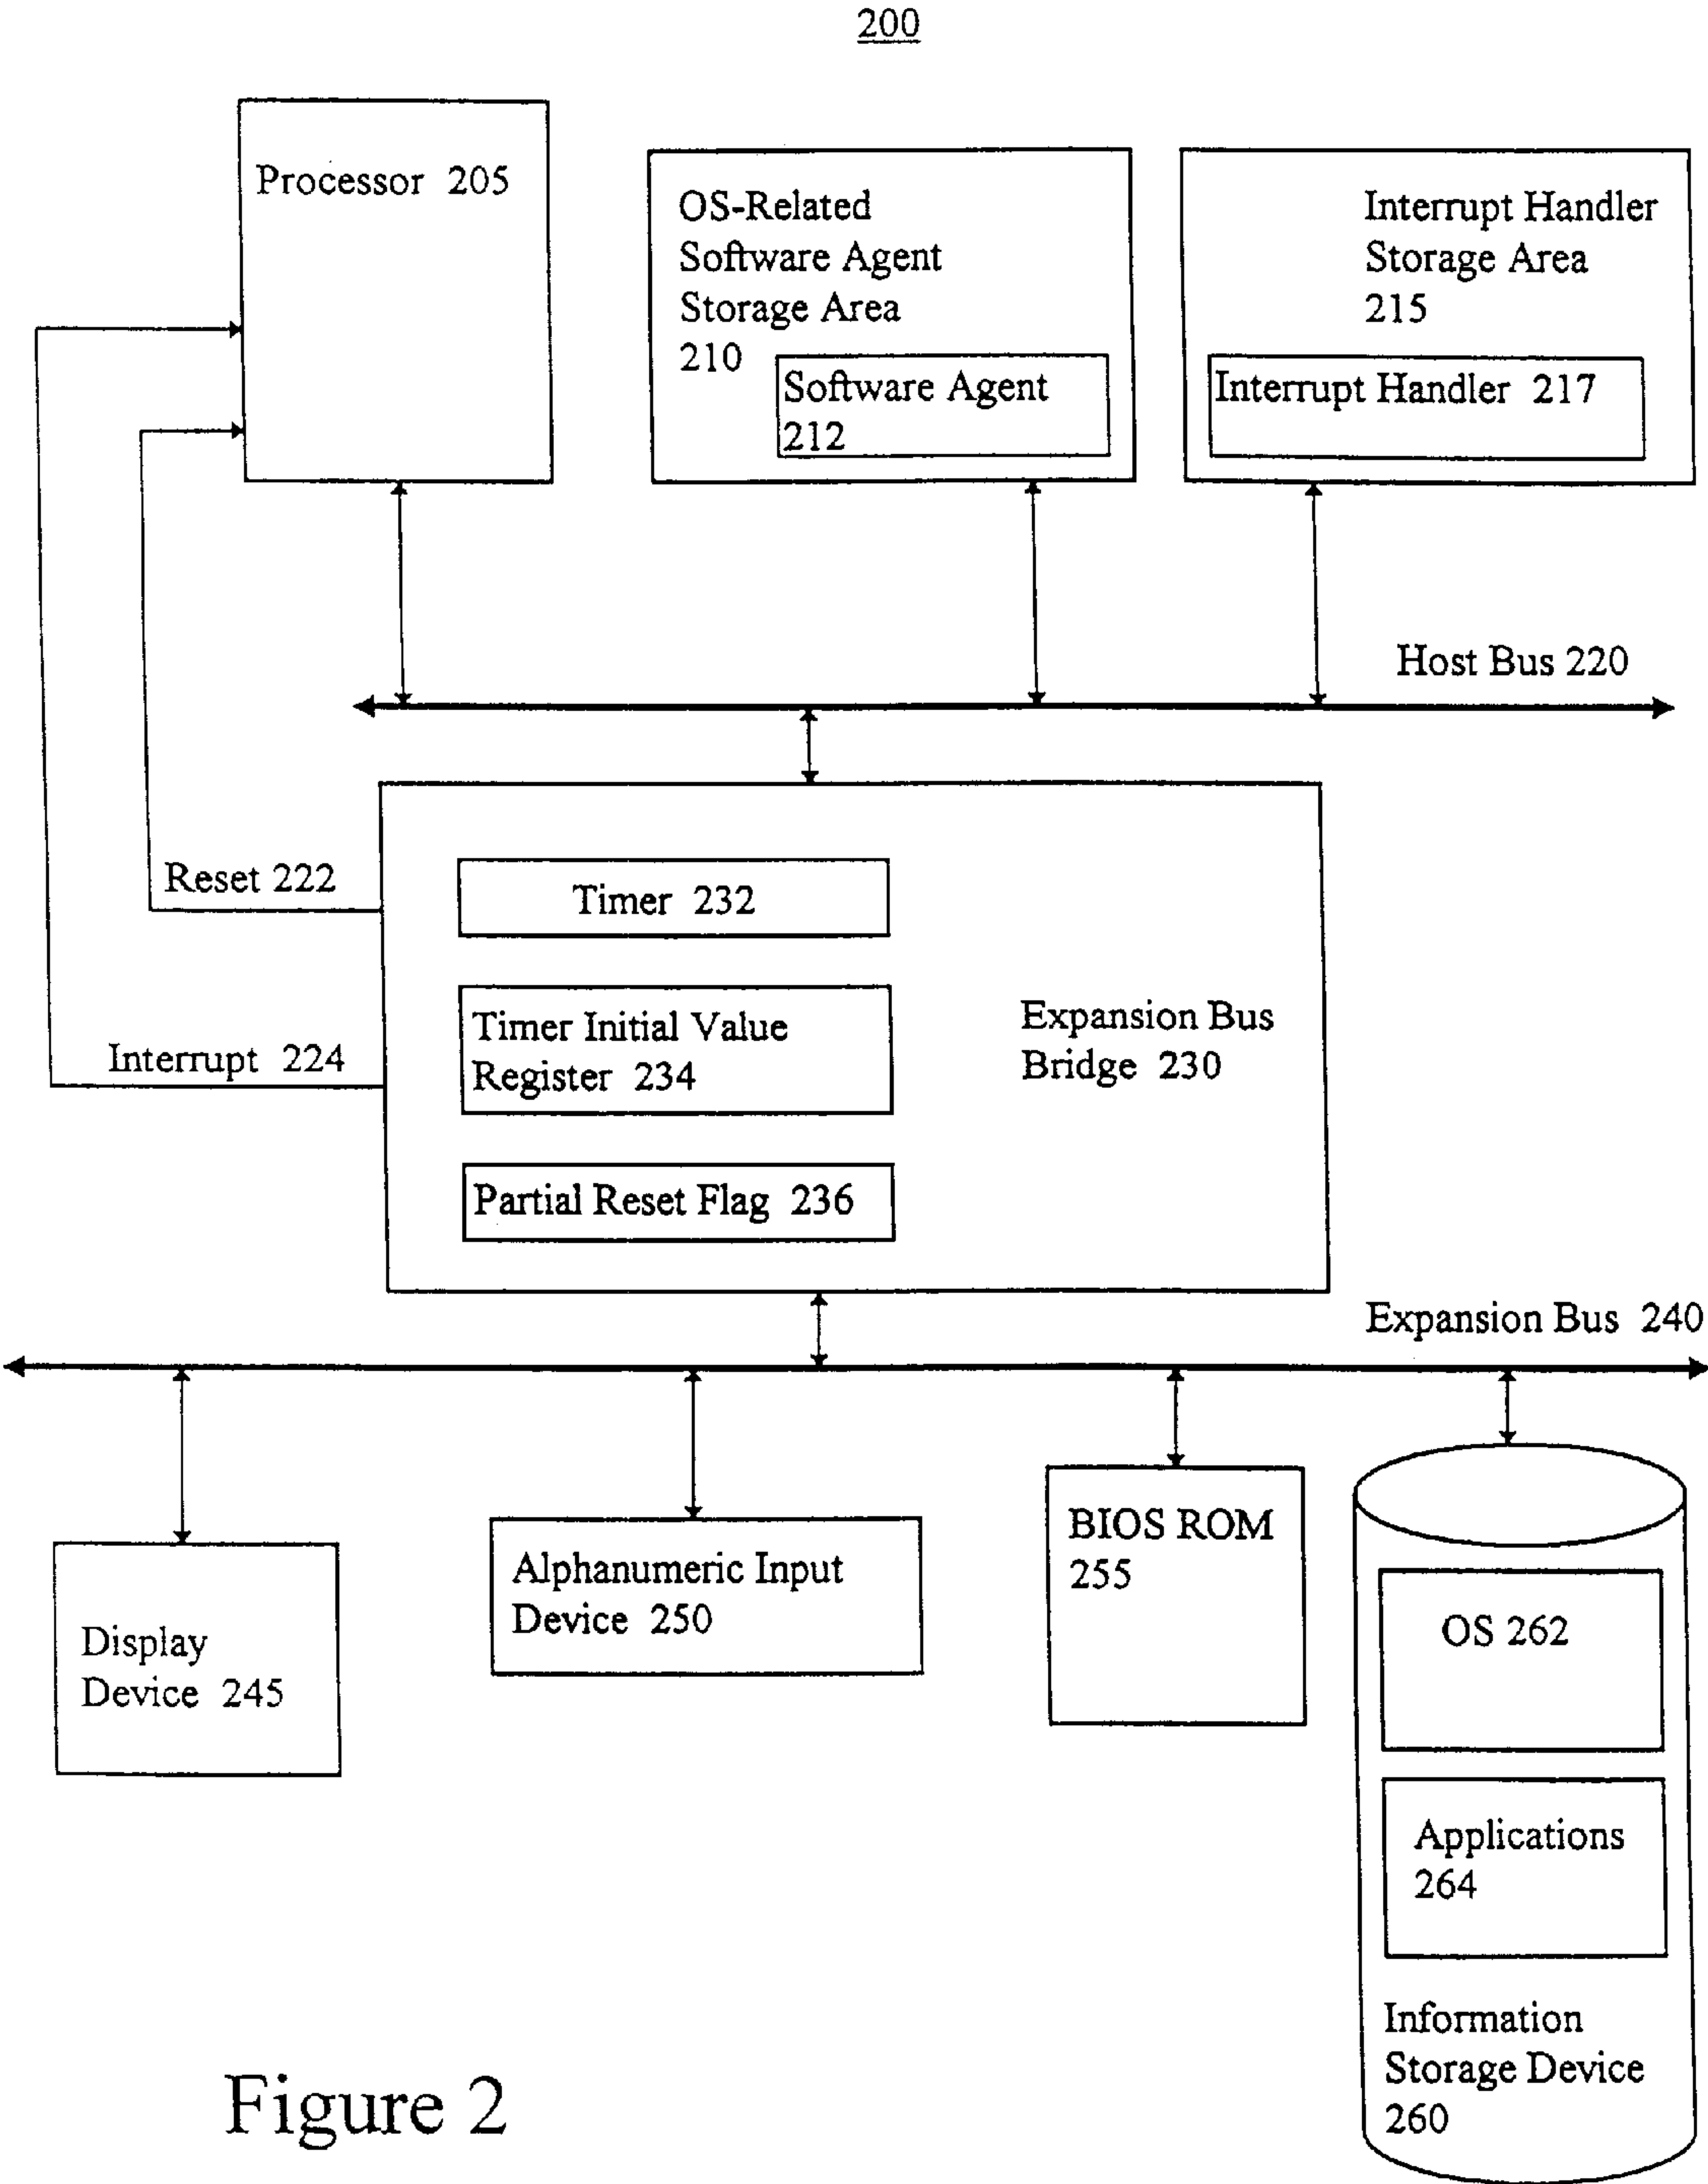 200
Processor 205
OS-Related
Software Agent
Storage Area
210
Software Agent
212
Interrupt Handler
Storage Area
215
Interrupt Handler 217
Host Bus 220
Reset 222
Interrupt 224
Timer 232
Timer Initial Value
Register 234
Partial Reset Flag 236
Expansion Bus
Bridge 230
Expansion Bus 240
Display
Device 245
Alphanumeric Input
Device 250
BIOS ROM
255
OS 262
Applications
264
Information
Storage Device
260
Figure 2